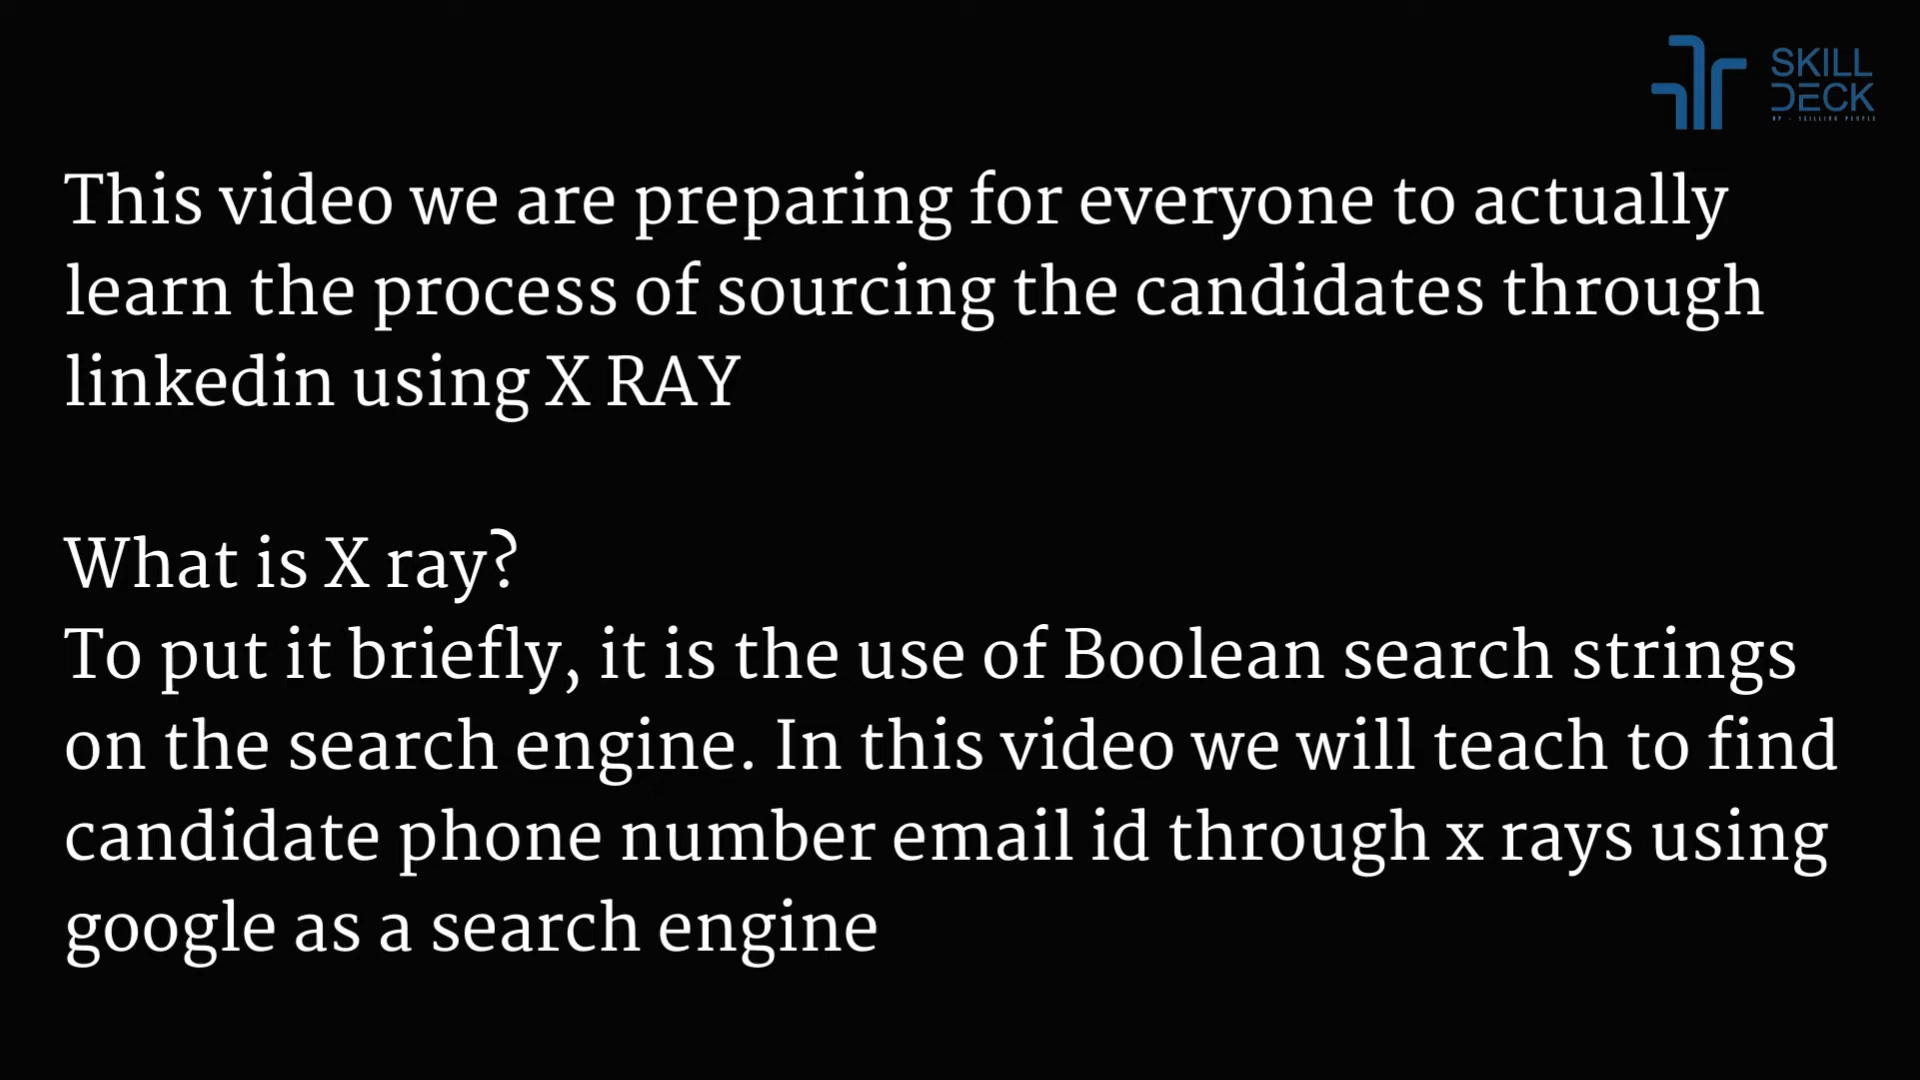 SKILL
DECK
UP - SKILLING PEOPLE
This video we are preparing for everyone to actually
learn the process of sourcing the candidates through
linkedin using X RAY
What is X ray?
To put it briefly, it is the use of Boolean search strings
on the search engine. In this video we will teach to find
candidate phone number email id through x rays using
google as a search engine